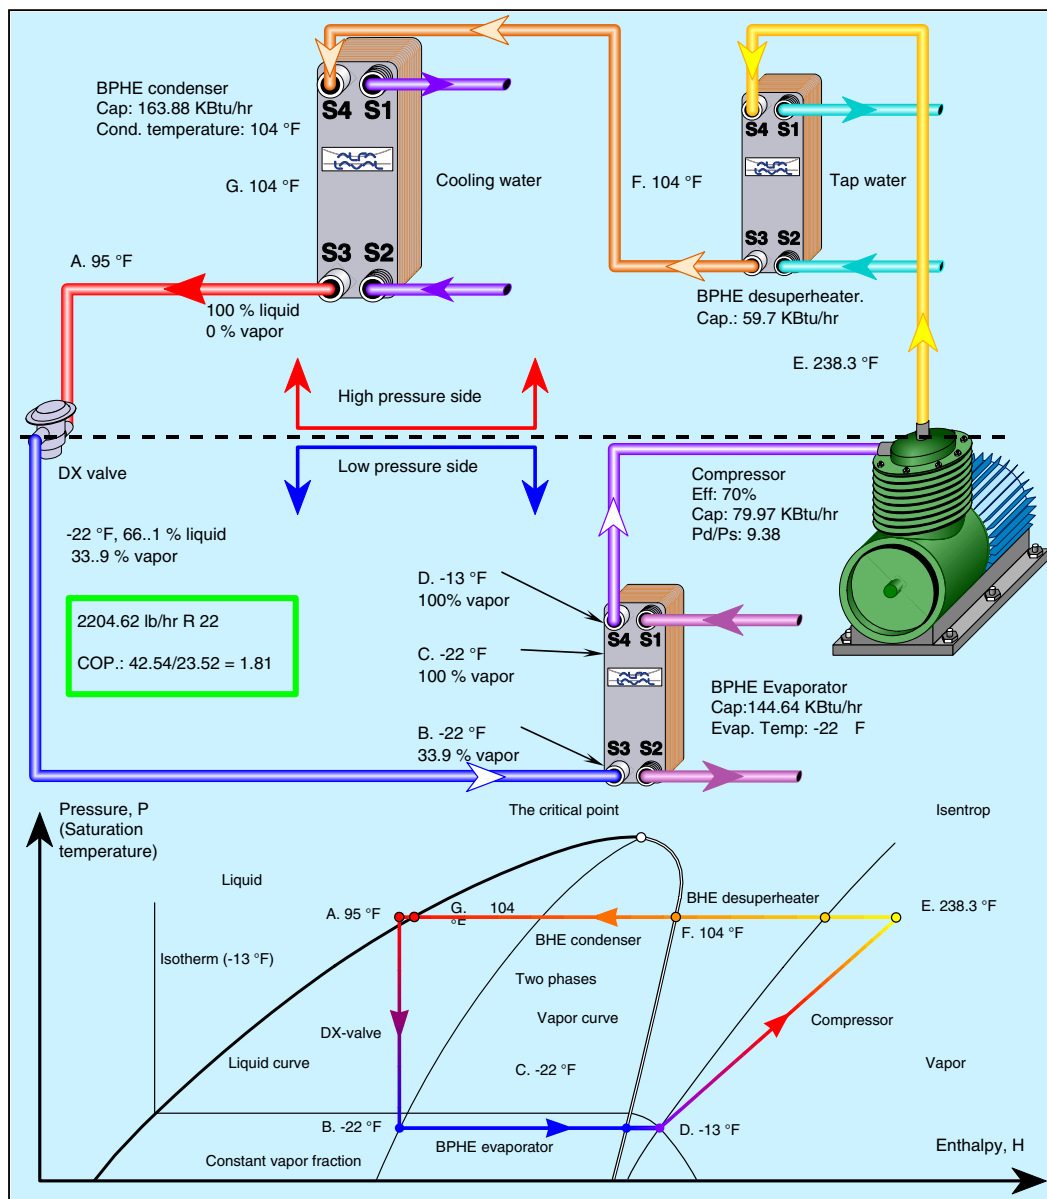 BPHE condenser
Cap: 163.88 KBtu/hr
Cond. temperature: 104 °F
S4 S1
G. 104 °F
Cooling water
F. 104 °F
S4 S1
Tap water
A. 95 °F
S3 S2
S3 S2
100 % liquid
0 % vapor
BPHE desuperheater.
Cap.: 59.7 KBtu/hr
E. 238.3 °F
High pressure side
DX valve
Low pressure side
Compressor
Eff: 70%
Cap: 79.97 KBtu/hr
Pd/Ps: 9.38
-22 °F, 66..1 % liquid
33..9 % vapor
2204.62 lb/hr R 22
COP.: 42.54/23.52 = 1.81
D. -13 °F
100% vapor
S4 S1
C. -22 °F
100 % vapor
BPHE Evaporator
Cap:144.64 KBtu/hr
Evap. Temp: -22 F
B. -22 °F
33.9 % vapor
S3 S2
Pressure, P
(Saturation
temperature)
The critical point
Isentrop
Liquid
BHE desuperheater
A. 95 °F
G. 104
°F
E. 238.3 °F
BHE condenser
F. 104 °F
Isotherm (-13 °F)
Two phases
DX-valve
Vapor curve
Compressor
Liquid curve
C. -22 °F
Vapor
B. -22 °F
BPHE evaporator
D. -13 °F
Constant vapor fraction
Enthalpy, H